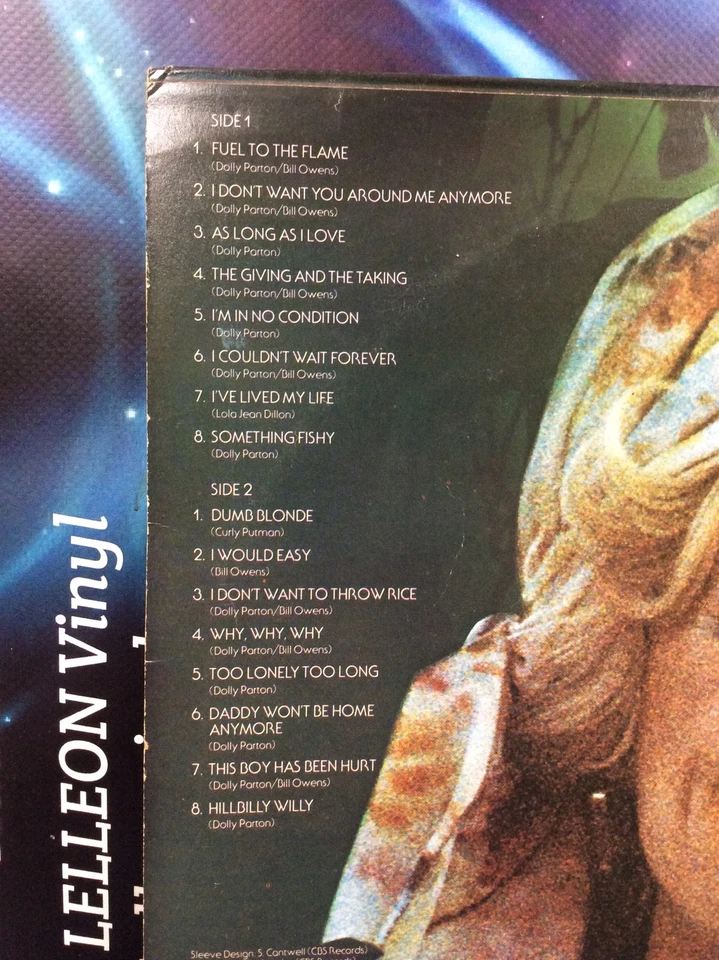 SIDE 1
1. FUEL TO THE FLAME
(Dolly Parton/Bill Owens)
2. I DON'T WANT YOU AROUND ME ANYMORE
(Dolly Parton/Bill Owens)
3. AS LONG AS I LOVE
(Dolly Parton)
4. THE GIVING AND THE TAKING
(Dolly Parton/Bill Owens)
5. I'M IN NO CONDITION
(Dolly Parton)
6. I COULDN'T WAIT FOREVER
(Dolly Parton/Bill Owens)
7. I'VE LIVED MY LIFE
(Lola Jean Dillon)
8. SOMETHING FISHY
(Dolly Parton)
SIDE 2
1. DUMB BLONDE
(Curly Putman)
2. I WOULD EASY
(Bill Owens)
3. I DON'T WANT TO THROW RICE
(Dolly Parton/Bill Owens)
4. WHY, WHY, WHY
(Dolly Parton/Bill Owens)
5. TOO LONELY TOO LONG
(Dolly Parton)
6. DADDY WON'T BE HOME
ANYMORE
(Dolly Parton)
7. THIS BOY HAS BEEN HURT
(Dolly Parton/Bill Owens)
8. HILLBILLY WILLY
(Dolly Parton)
Sleeve Design: S. Cantwell (CBS Records)
LELLEON Vinyl